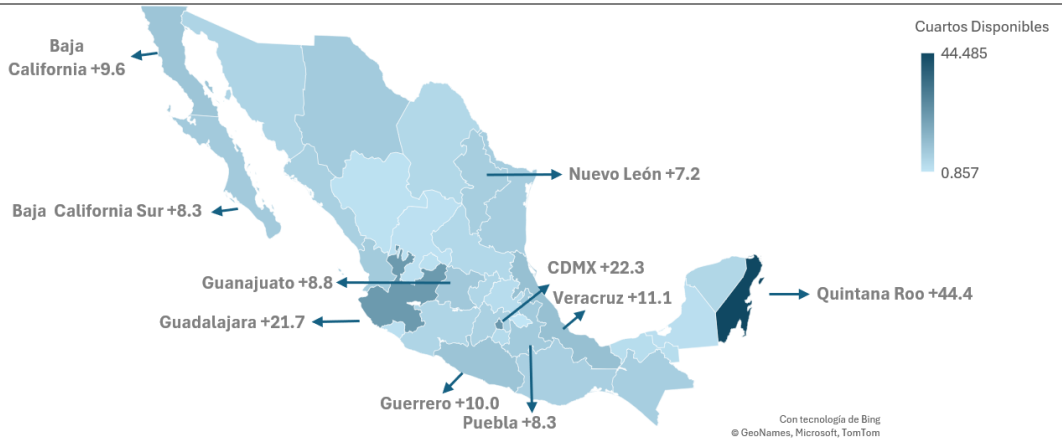 Cuartos Disponibles
44.485
0.857
Baja
California +9.6
Nuevo León +7.2
Baja  California Sur +8.3
CDMX +22.3
Guanajuato +8.8
Veracruz +11.1
Quintana Roo +44.4
Guadalajara +21.7
Guerrero +10.0
Puebla +8.3
Con tecnología de Bing
© GeoNames, Microsoft, TomTom